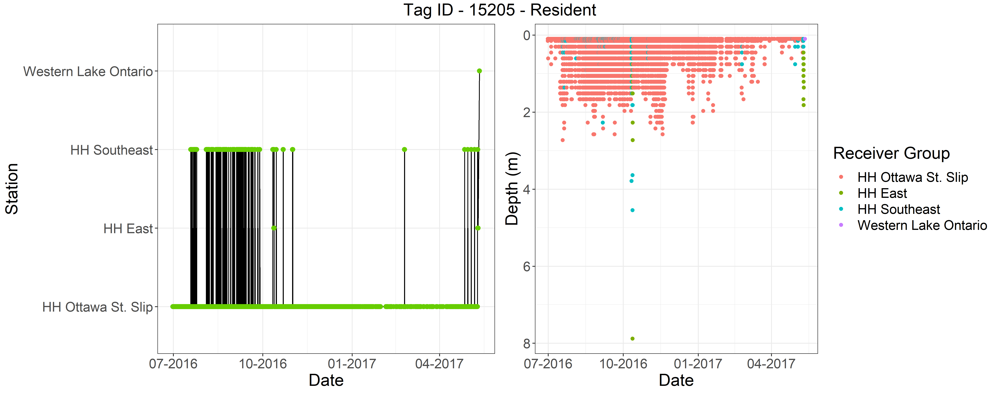 Tag ID - 15205 - Resident
Station
Western Lake Ontario
HH Southeast
HH East
HH Ottawa St. Slip
07-2016
10-2016
01-2017
04-2017
Date
Depth (m)
0
2
4
6
8
07-2016
10-2016
01-2017
04-2017
Date
Receiver Group
HH Ottawa St. Slip
HH East
HH Southeast
Western Lake Ontario